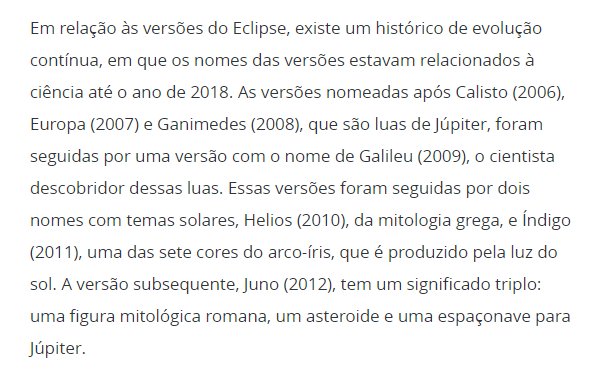 Em relação às versões do Eclipse, existe um histórico de evolução
contínua, em que os nomes das versões estavam relacionados à
ciência até o ano de 2018. As versões nomeadas após Calisto (2006),
Europa (2007) e Ganimedes (2008), que são luas de Júpiter, foram
seguidas por uma versão com o nome de Galileu (2009), o cientista
descobridor dessas luas. Essas versões foram seguidas por dois
nomes com temas solares, Helios (2010), da mitologia grega, e Índigo
(2011), uma das sete cores do arco-íris, que é produzido pela luz do
sol. A versão subsequente, Juno (2012), tem um significado triplo:
uma figura mitológica romana, um asteroide e uma espaçonave para
Júpiter.